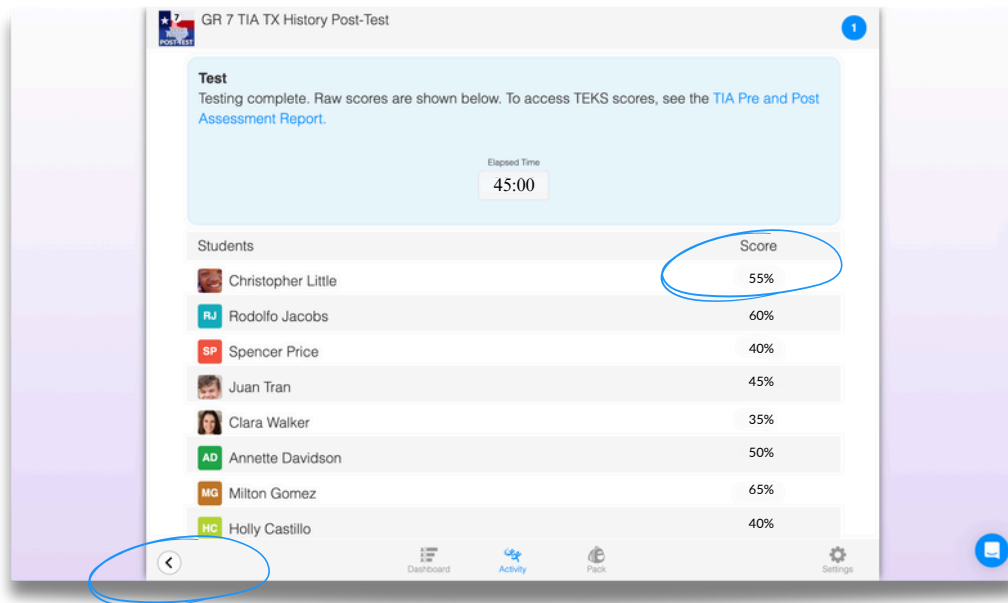 7
POST-TEST
GR 7 TIA TX History Post-Test
1
Test
Testing complete. Raw scores are shown below. To access TEKS scores, see the TIA Pre and Post
Assessment Report.
Elapsed Time
45:00
Students Score
Christopher Little 55%
RJ Rodolfo Jacobs 60%
SP Spencer Price 40%
Juan Tran 45%
Clara Walker 35%
AD Annette Davidson 50%
MG Milton Gomez 65%
HC Holly Castillo 40%
Dashboard Activity Pack Settings